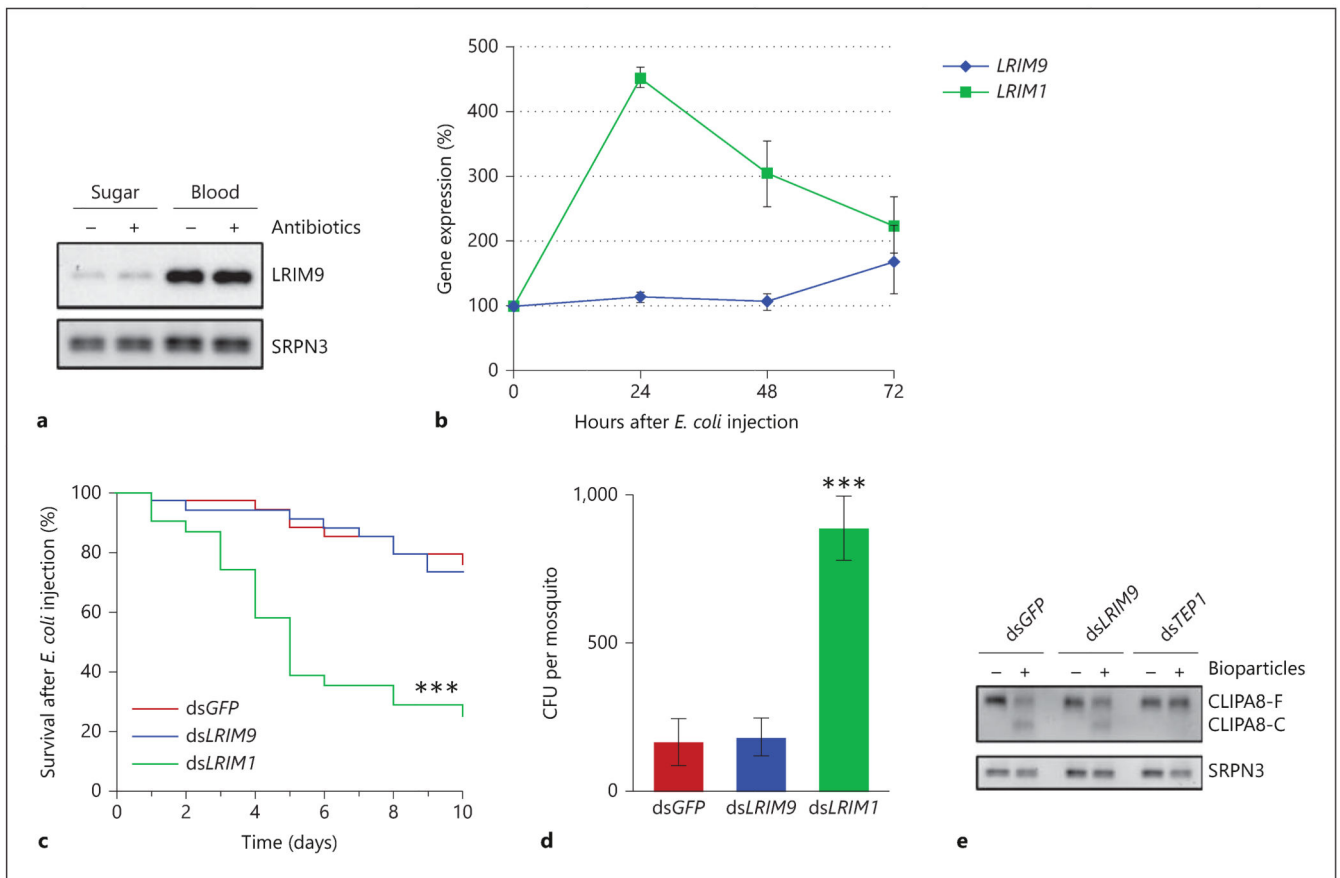 Sugar Blood
– + – + Antibiotics
LRIM9
SRPN3
a
500
400
300
200
100
0
Gene expression (%)
0 24 48 72
Hours after E. coli injection
LRIM9
LRIM1
b
100
80
60
40
20
0
Survival after E. coli injection (%)
***
dsGFP
dsLRIM9
dsLRIM1
0 2 4 6 8 10
Time (days)
c
1,000
500
0
CFU per mosquito
***
dsGFP dsLRIM9 dsLRIM1
d
dsGFP dsLRIM9 dsTEP1
– + – + – + Bioparticles
CLIPA8-F
CLIPA8-C
SRPN3
e